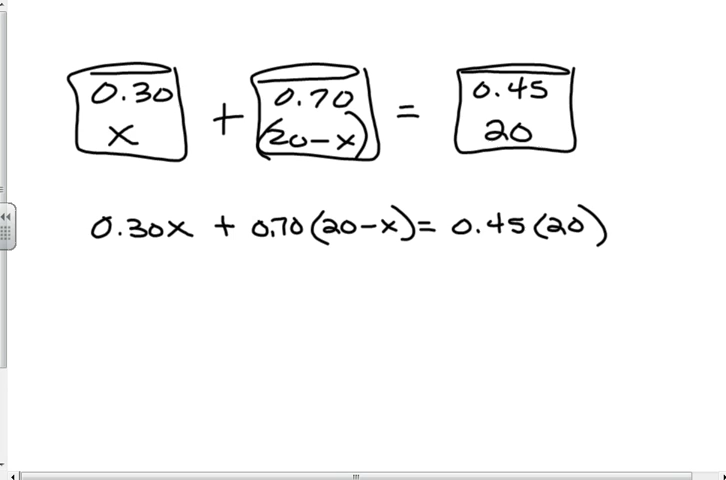 0.30 + 0.70 = 0.45
x (20-x) 20
0.30x + 0.70(20-x) = 0.45(20)